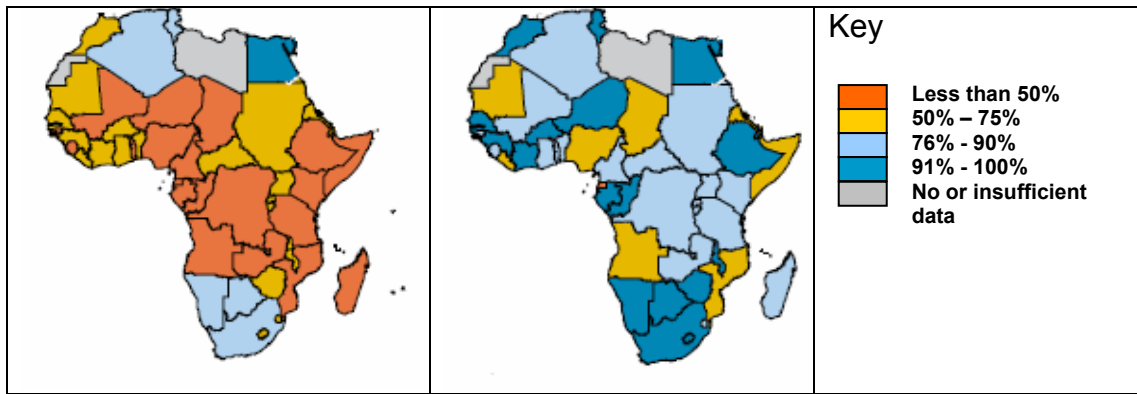 Key
Less than 50%
50% – 75%
76% - 90%
91% - 100%
No or insufficient
data